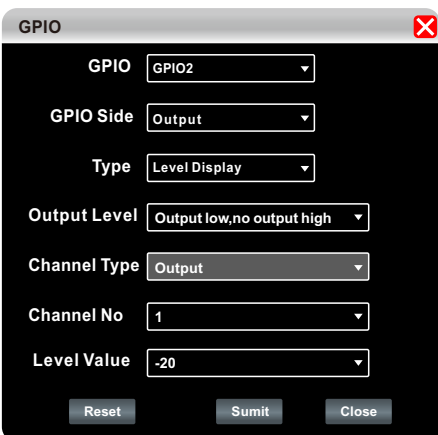 GPIO
GPIO GPIO2
GPIO Side Output
Type Level Display
Output Level Output low,no output high
Channel Type Output
Channel No 1
Level Value -20
Reset Sumit Close